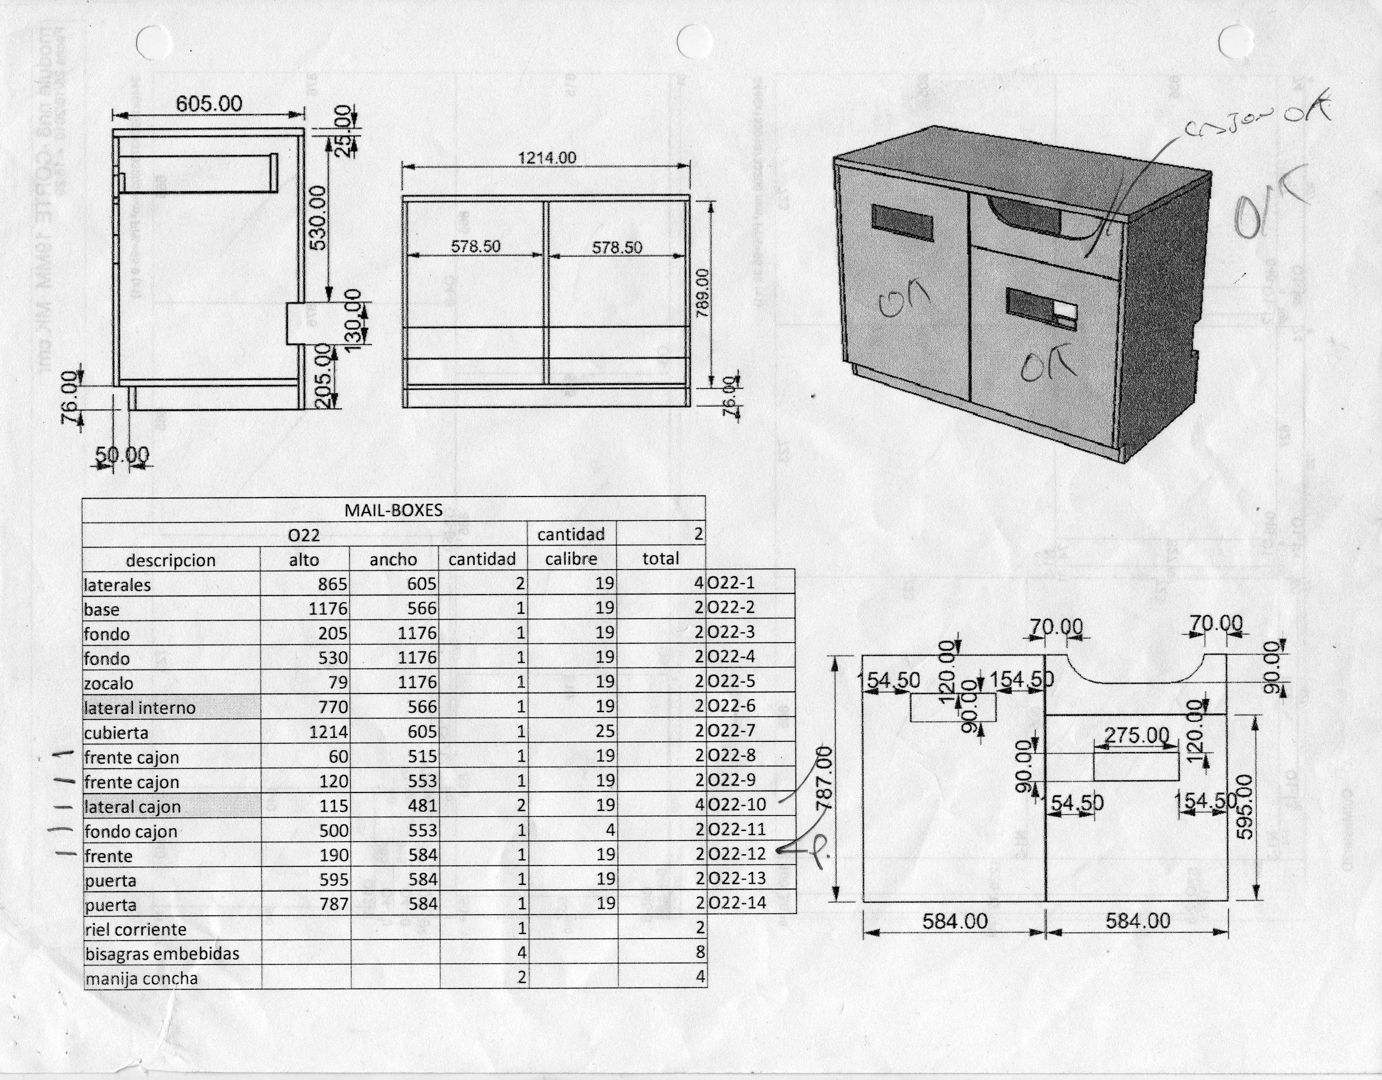 605.00
25.00
530.00
130.00
205.00
76.00
50.00
1214.00
578.50 578.50
789.00
76.00
cajon OK
OK
OK
OK
MAIL-BOXES
O22 cantidad 2
descripcion alto ancho cantidad calibre total
laterales 865 605 2 19 4 O22-1
base 1176 566 1 19 2 O22-2
fondo 205 1176 1 19 2 O22-3
fondo 530 1176 1 19 2 O22-4
zocalo 79 1176 1 19 2 O22-5
lateral interno 770 566 1 19 2 O22-6
cubierta 1214 605 1 25 2 O22-7
frente cajon 60 515 1 19 2 O22-8
frente cajon 120 553 1 19 2 O22-9
lateral cajon 115 481 2 19 4 O22-10
fondo cajon 500 553 1 4 2 O22-11
frente 190 584 1 19 2 O22-12
puerta 595 584 1 19 2 O22-13
puerta 787 584 1 19 2 O22-14
riel corriente 1 2
bisagras embebidas 4 8
manija concha 2 4
70.00 70.00
120.00
90.00
154.50 154.50
90.00
120.00
275.00
90.00
54.50 154.50
787.00
595.00
584.00 584.00